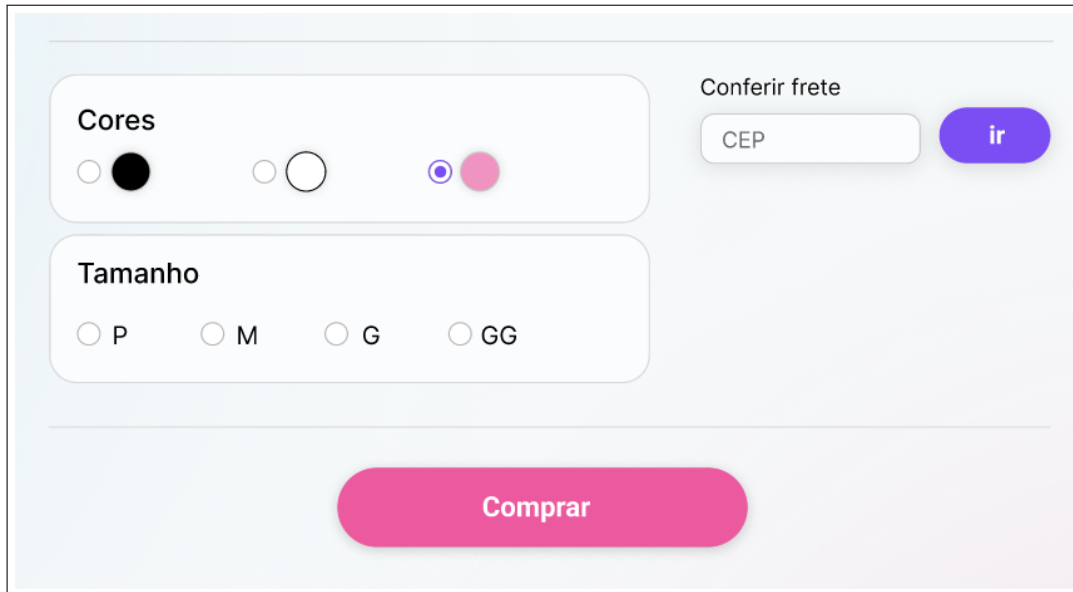 Cores
Tamanho
P M G GG
Conferir frete
CEP
ir
Comprar